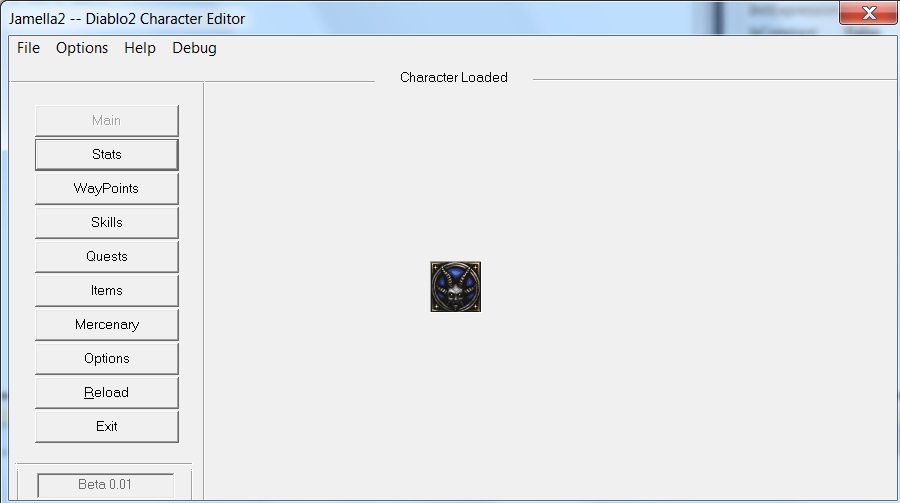 Jamella2 -- Diablo2 Character Editor
File Options Help Debug
Character Loaded
Main
Stats
WayPoints
Skills
Quests
Items
Mercenary
Options
Reload
Exit
Beta 0.01